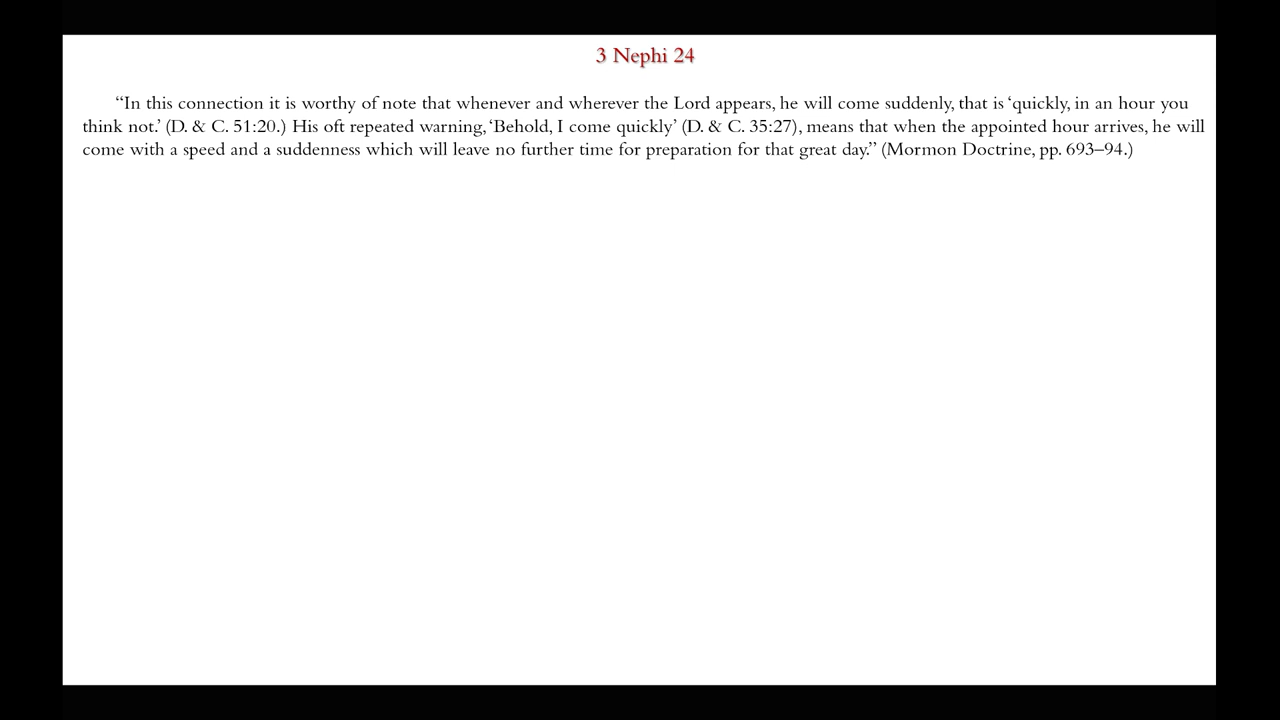 3 Nephi 24
“In this connection it is worthy of note that whenever and wherever the Lord appears, he will come suddenly, that is ‘quickly, in an hour you
think not.’ (D. & C. 51:20.) His oft repeated warning, ‘Behold, I come quickly’ (D. & C. 35:27), means that when the appointed hour arrives, he will
come with a speed and a suddenness which will leave no further time for preparation for that great day.” (Mormon Doctrine, pp. 693–94.)